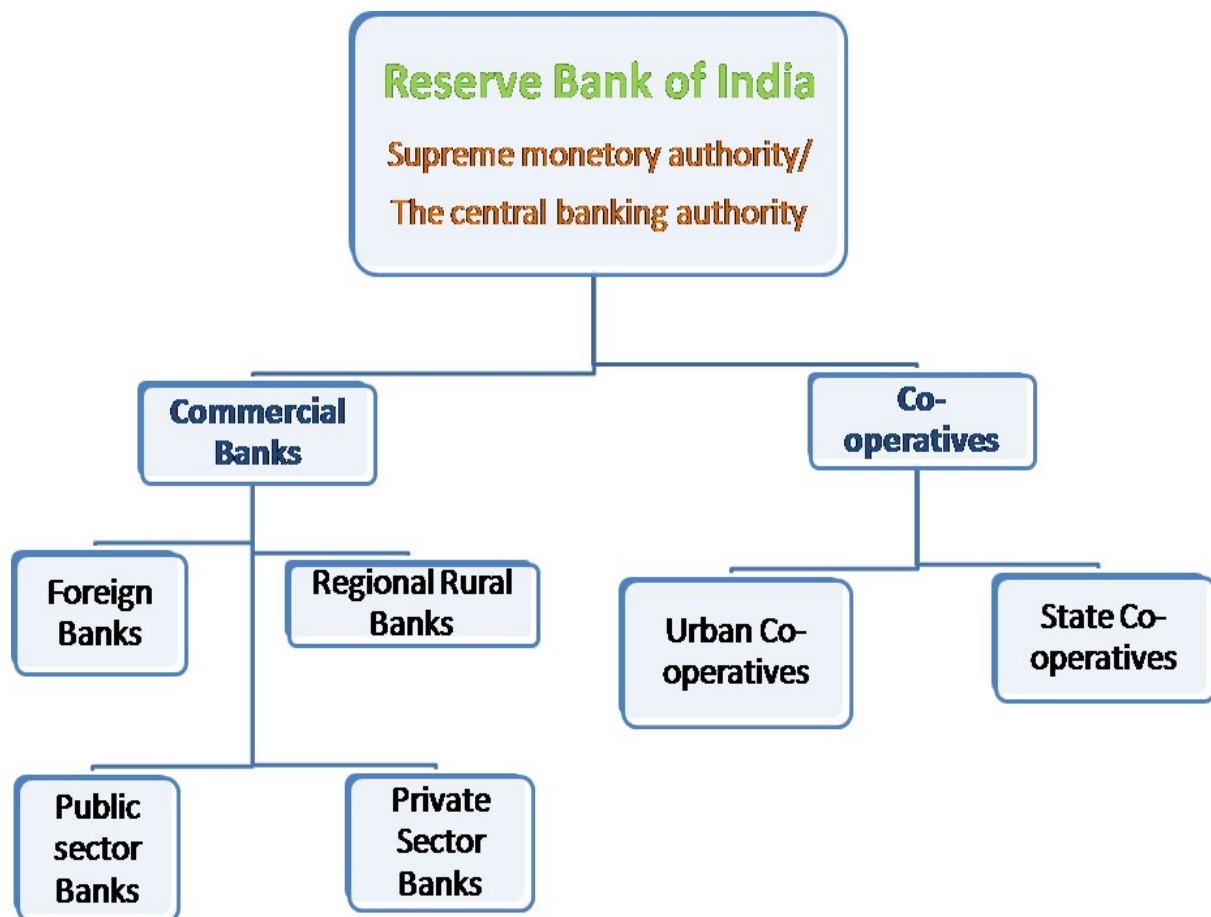 Reserve Bank of India
Supreme monetory authority/
The central banking authority
Commercial
Banks
Co-
operatives
Foreign
Banks
Regional Rural
Banks
Urban Co-
operatives
State Co-
operatives
Public
sector
Banks
Private
Sector
Banks